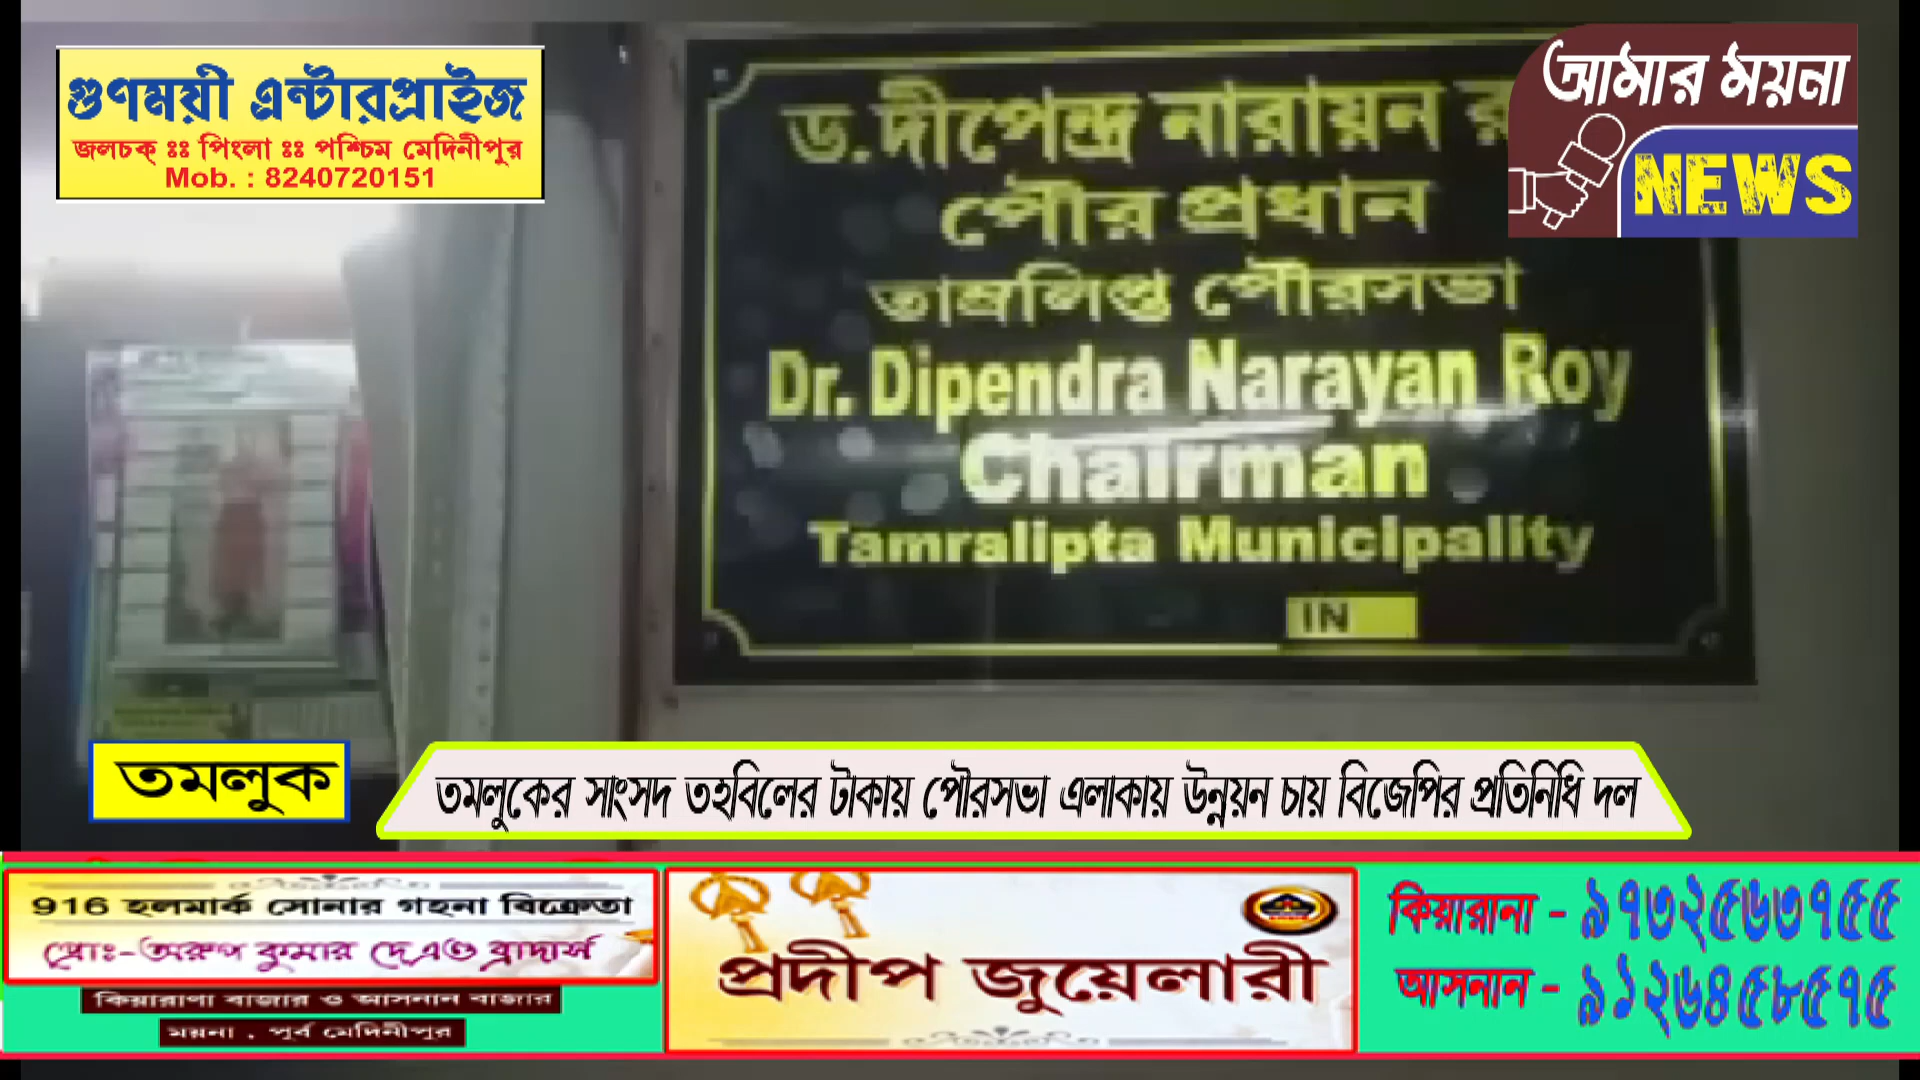 গুণময়ী এন্টারপ্রাইজ
জলচক্ ঃঃ পিংলা ঃঃ পশ্চিম মেদিনীপুর
Mob. : 8240720151
আমার ময়না
NEWS
ড. দীপেন্দ্র নারায়ন
পৌর প্রধান
তাম্রলিপ্ত পৌরসভা
Dr. Dipendra Narayan Roy
Chairman
Tamralipta Municipality
IN
তমলুক
তমলুকের সাংসদ তহবিলের টাকায় পৌরসভা এলাকায় উন্নয়ন চায় বিজেপির প্রতিনিধি দল
916 হলমার্ক সোনার গহনা বিক্রেতা
প্রোঃ-অরুণ কুমার দে এণ্ড ব্রাদার্স
কিয়ারাণা বাজার ও আসনান বাজার
ময়না , পূর্ব মেদিনীপুর
প্রদীপ জুয়েলারী
কিয়ারানা - ৯৭৩২৫৬৩৭৫৫
আসনান - ৯১২৬৪৫৮৫৭৫